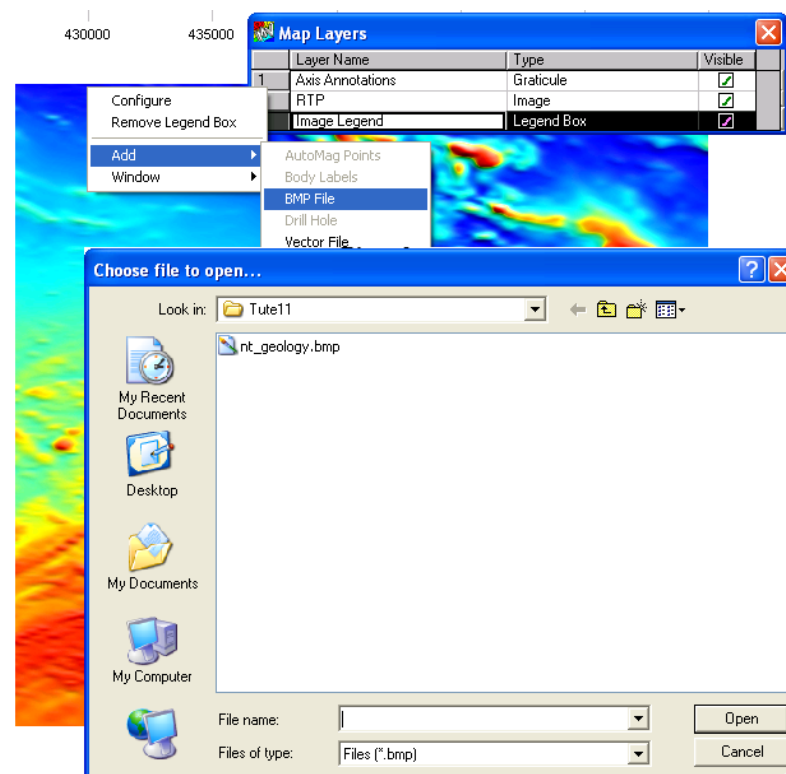 430000 435000
Map Layers
Layer Name Type Visible
1 Axis Annotations Graticule
RTP Image
Image Legend Legend Box
Configure
Remove Legend Box
Add
Window
AutoMag Points
Body Labels
BMP File
Drill Hole
Vector File
Choose file to open...
Look in: Tute11
nt_geology.bmp
My Recent
Documents
Desktop
My Documents
My Computer
File name: Open
Files of type: Files (*.bmp) Cancel